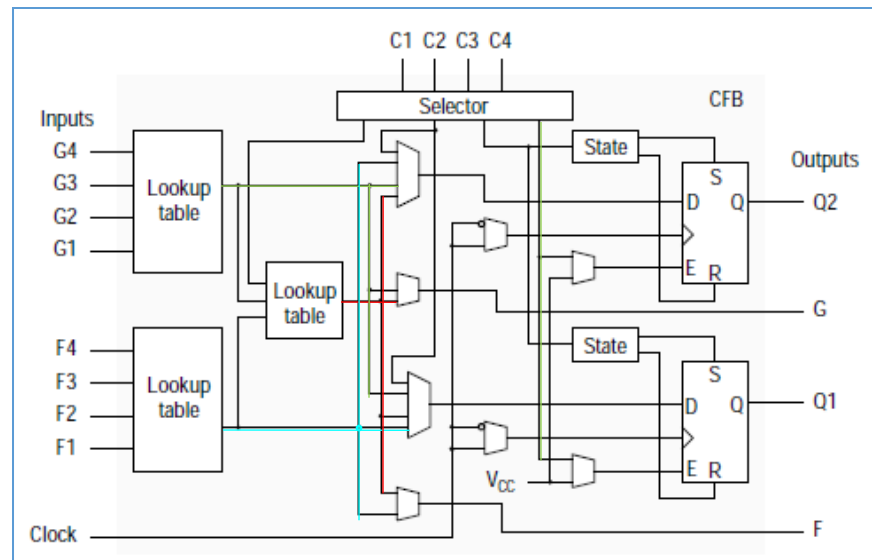 C1 C2 C3 C4
Selector
CFB
Inputs
G4
G3
G2
G1
Lookup
table
State
S
D Q
E R
Outputs
Q2
Lookup
table
G
F4
F3
F2
F1
Lookup
table
State
S
D Q
E R
Q1
VCC
Clock
F